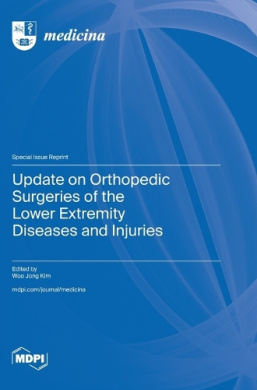 medicina
Special Issue Reprint
Update on Orthopedic
Surgeries of the
Lower Extremity
Diseases and Injuries
Edited by
Woo Jong Kim
mdpi.com/journal/medicina
MDPI